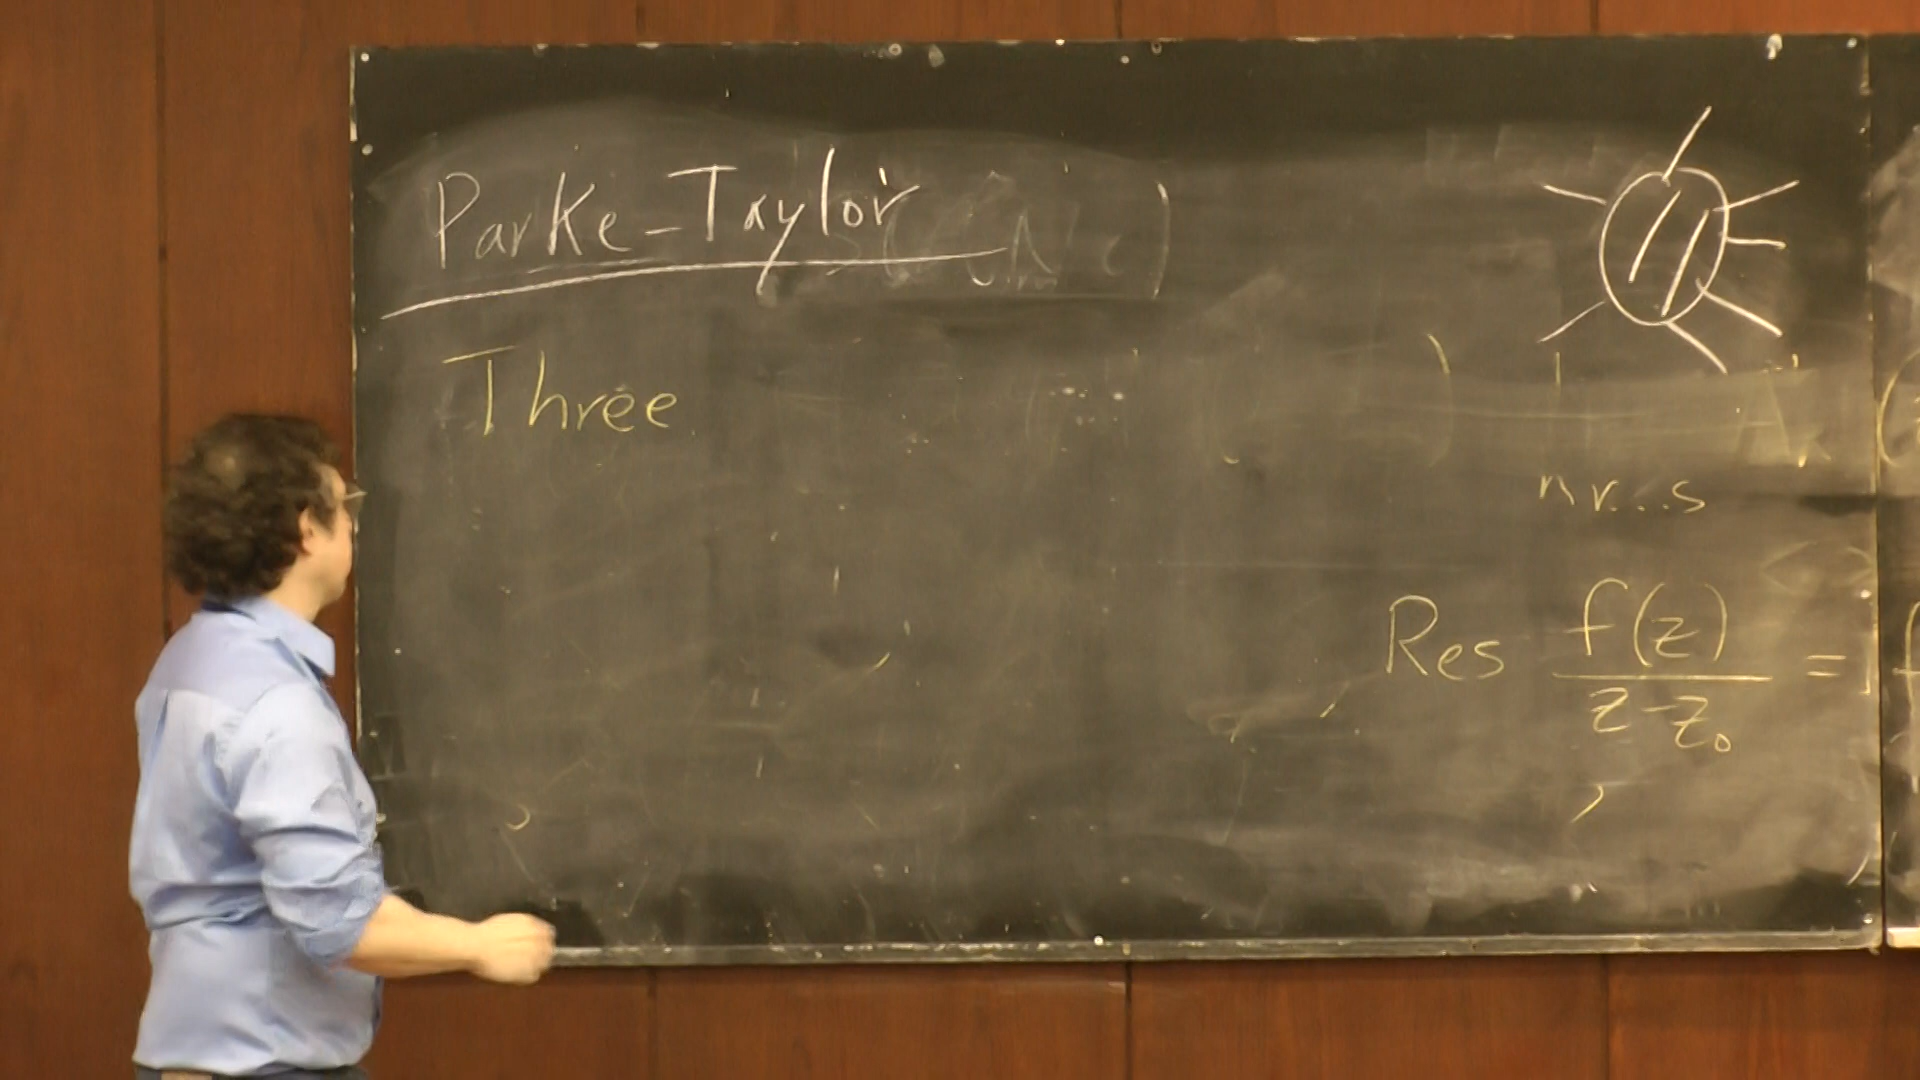 Parke-Taylor
Three
n r...s
Res f(z) / z-z₀ =